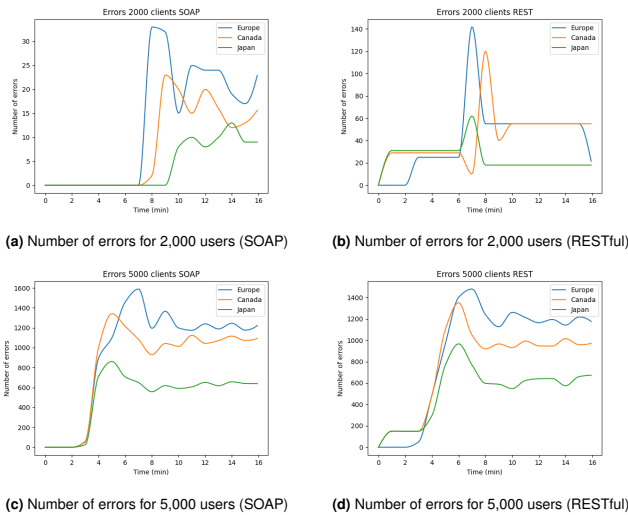 Errors 2000 clients SOAP
Number of errors
30
25
20
15
10
5
0
0 2 4 6 8 10 12 14 16
Time (min)
Europe
Canada
Japan
(a) Number of errors for 2,000 users (SOAP)
Errors 2000 clients REST
Number of errors
140
120
100
80
60
40
20
0
0 2 4 6 8 10 12 14 16
Time (min)
Europe
Canada
Japan
(b) Number of errors for 2,000 users (RESTful)
Errors 5000 clients SOAP
Number of errors
1600
1400
1200
1000
800
600
400
200
0
0 2 4 6 8 10 12 14 16
Time (min)
Europe
Canada
Japan
(c) Number of errors for 5,000 users (SOAP)
Errors 5000 clients REST
Number of errors
1400
1200
1000
800
600
400
200
0
0 2 4 6 8 10 12 14 16
Time (min)
Europe
Canada
Japan
(d) Number of errors for 5,000 users (RESTful)